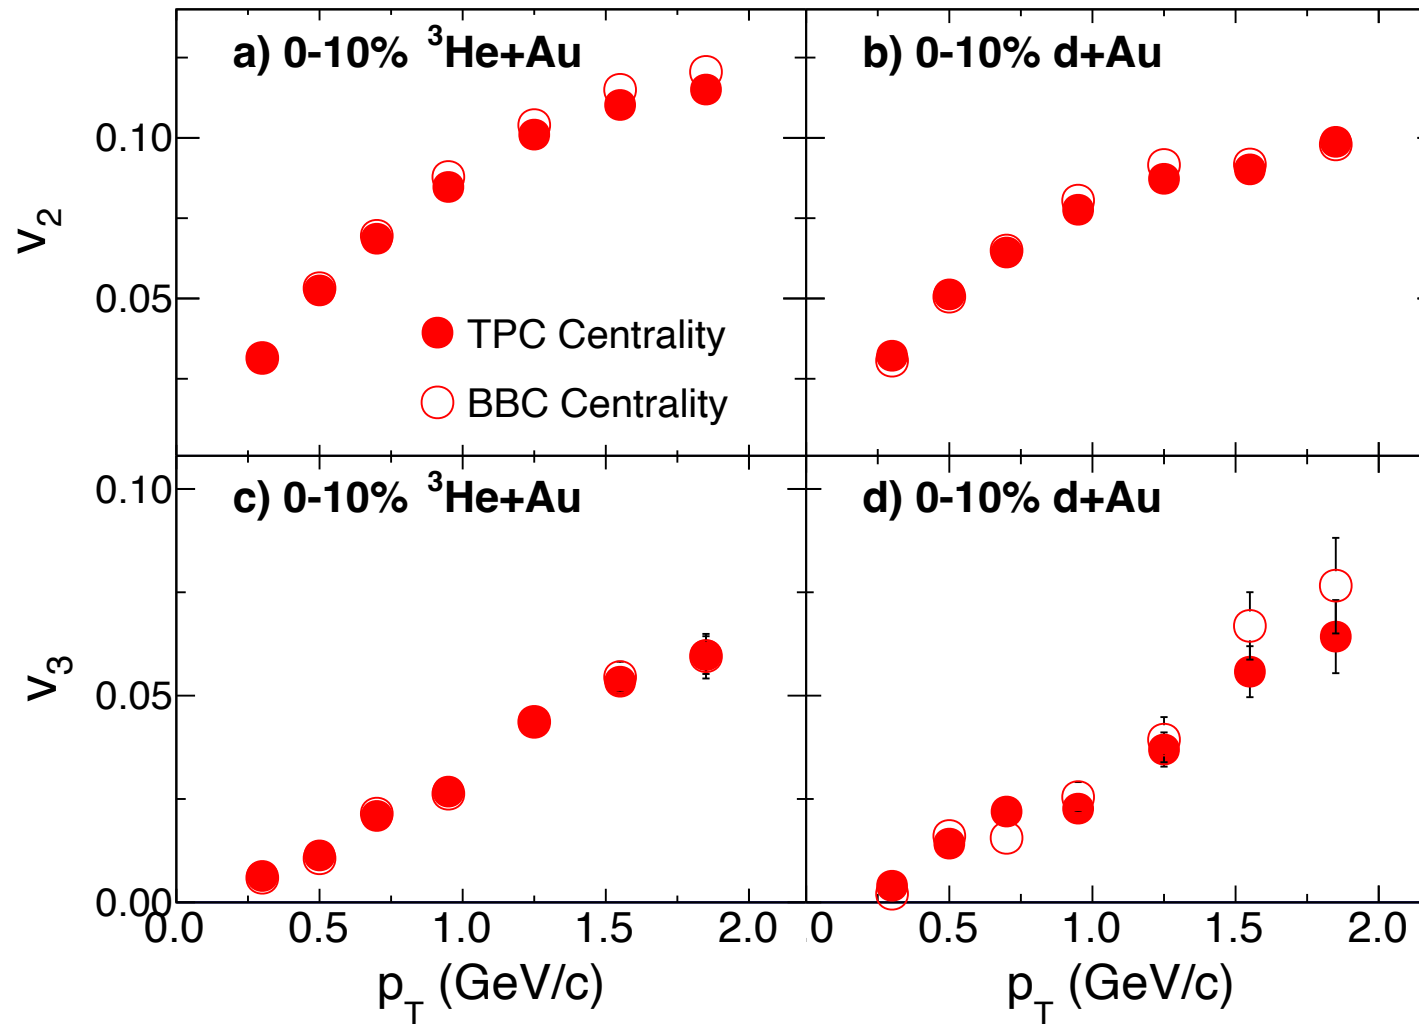 a) 0-10% ³He+Au
b) 0-10% d+Au
0.10
v₂
0.05
TPC Centrality
BBC Centrality
c) 0-10% ³He+Au
d) 0-10% d+Au
0.10
v₃
0.05
0.00
0.0 0.5 1.0 1.5 2.0 .0 0.5 1.0 1.5 2.0
p_T (GeV/c) p_T (GeV/c)